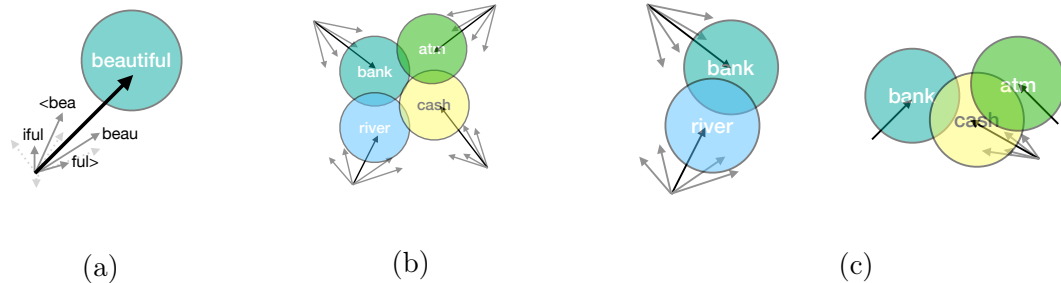 beautiful
<bea
iful
beau
ful>
(a)
atm
bank
cash
river
(b)
bank
river
bank
atm
cash
(c)